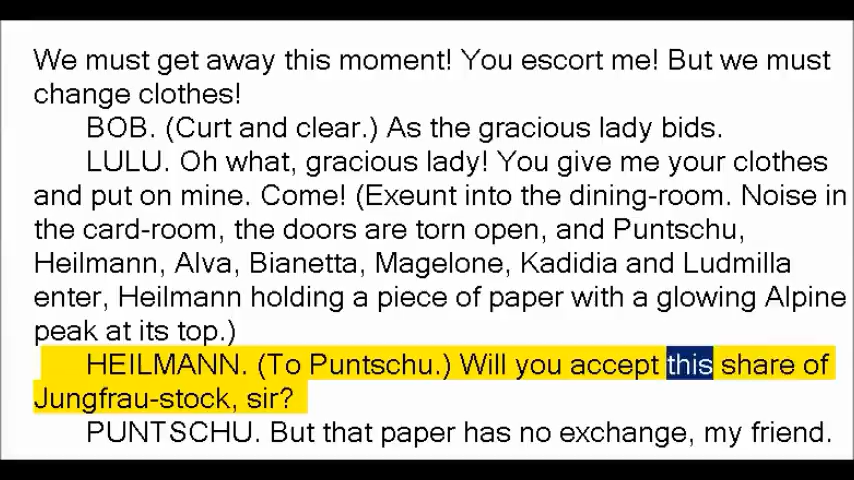 We must get away this moment! You escort me! But we must
change clothes!
BOB. (Curt and clear.) As the gracious lady bids.
LULU. Oh what, gracious lady! You give me your clothes
and put on mine. Come! (Exeunt into the dining-room. Noise in
the card-room, the doors are torn open, and Puntschu,
Heilmann, Alva, Bianetta, Magelone, Kadidia and Ludmilla
enter, Heilmann holding a piece of paper with a glowing Alpine
peak at its top.)
HEILMANN. (To Puntschu.) Will you accept this share of
Jungfrau-stock, sir?
PUNTSCHU. But that paper has no exchange, my friend.